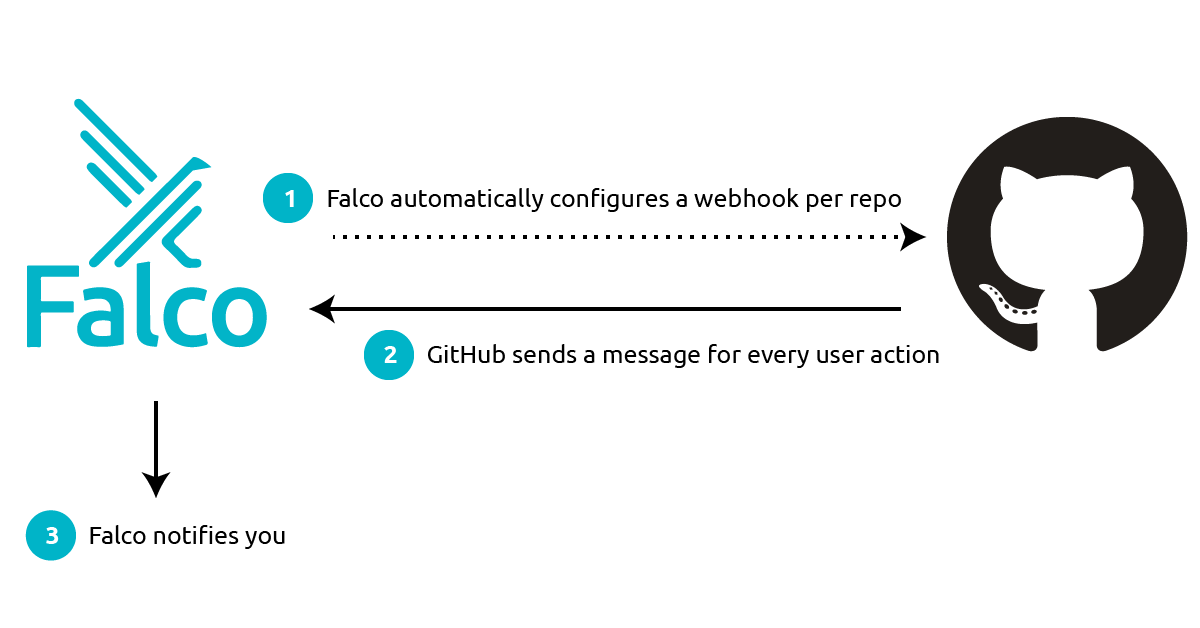 Falco
1 Falco automatically configures a webhook per repo
2 GitHub sends a message for every user action
3 Falco notifies you